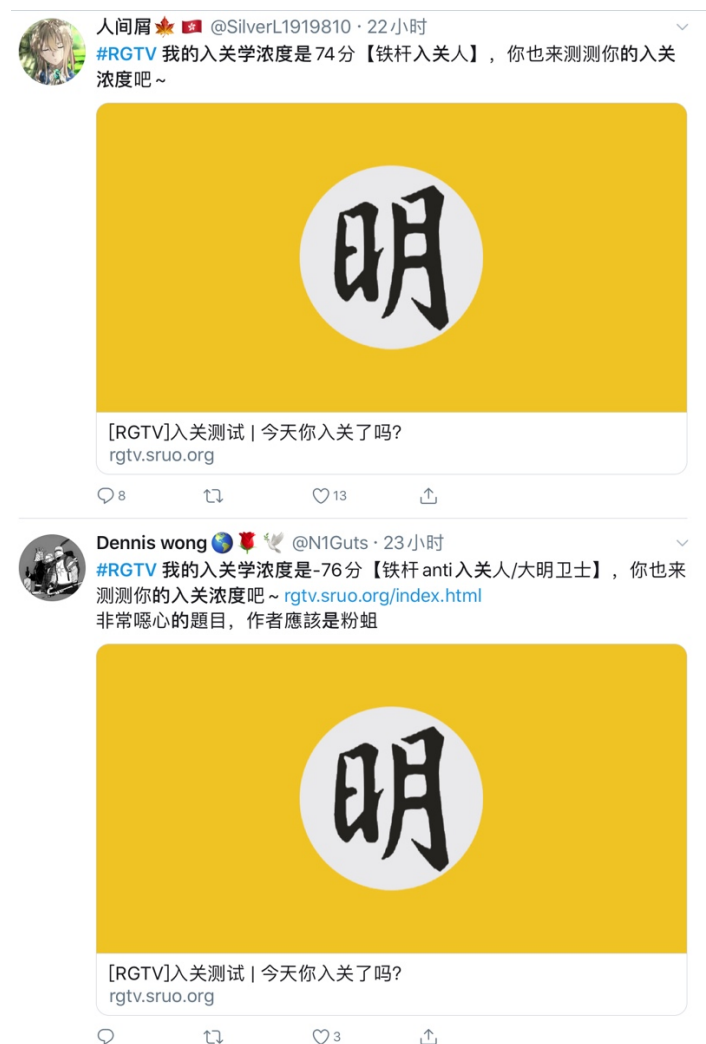 人间屑🍁 🇭🇰 @SilverL1919810 · 22小时
#RGTV 我的入关学浓度是74分【铁杆入关人】，你也来测测你的入关
浓度吧～
明
[RGTV]入关测试 | 今天你入关了吗?
rgtv.sruo.org
8 13
Dennis wong🌎🌹🕊️ @N1Guts · 23小时
#RGTV 我的入关学浓度是-76分【铁杆anti入关人/大明卫士】，你也来
测测你的入关浓度吧～ rgtv.sruo.org/index.html
非常噁心的題目，作者應該是粉蛆
明
[RGTV]入关测试 | 今天你入关了吗?
rgtv.sruo.org
3